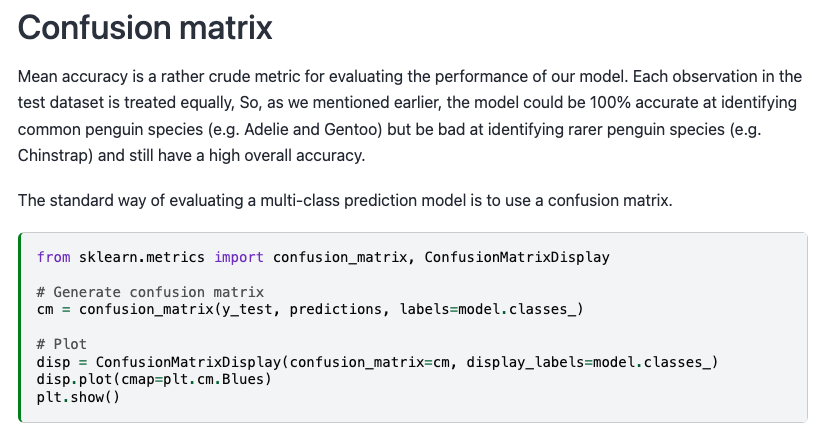 Confusion matrix
Mean accuracy is a rather crude metric for evaluating the performance of our model. Each observation in the
test dataset is treated equally, So, as we mentioned earlier, the model could be 100% accurate at identifying
common penguin species (e.g. Adelie and Gentoo) but be bad at identifying rarer penguin species (e.g.
Chinstrap) and still have a high overall accuracy.
The standard way of evaluating a multi-class prediction model is to use a confusion matrix.
from sklearn.metrics import confusion_matrix, ConfusionMatrixDisplay
# Generate confusion matrix
cm = confusion_matrix(y_test, predictions, labels=model.classes_)
# Plot
disp = ConfusionMatrixDisplay(confusion_matrix=cm, display_labels=model.classes_)
disp.plot(cmap=plt.cm.Blues)
plt.show()